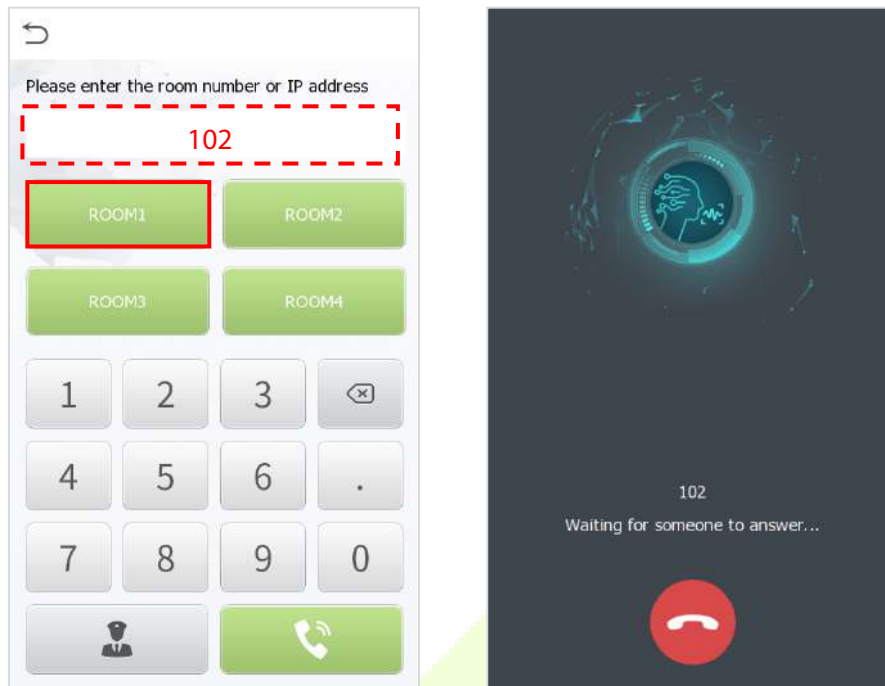 Please enter the room number or IP address
102
ROOM1 ROOM2
ROOM3 ROOM4
1 2 3
4 5 6 .
7 8 9 0
102
Waiting for someone to answer...